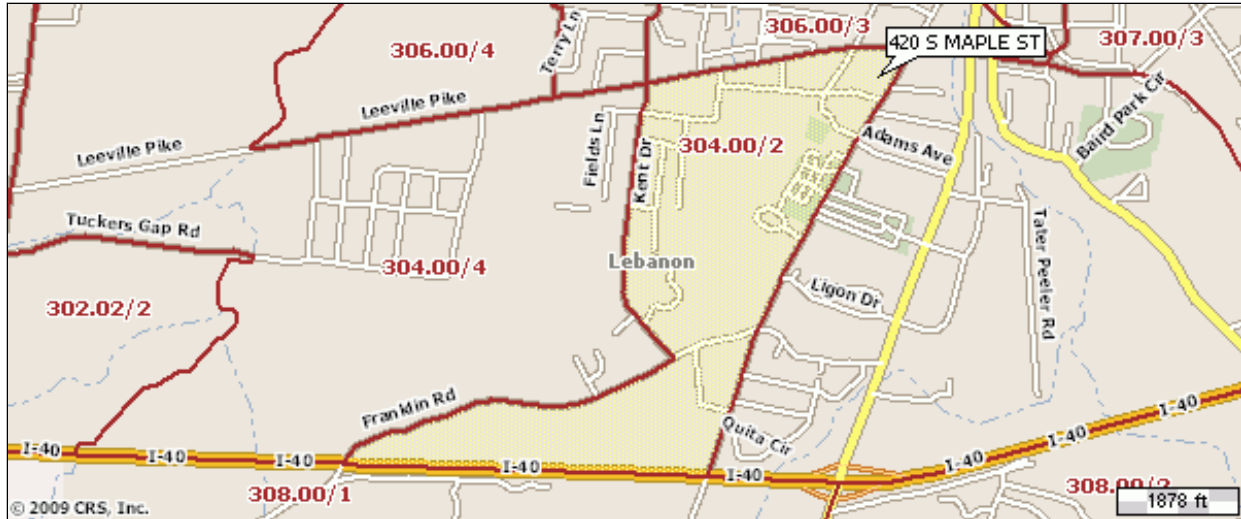 306.00/4
Terry Ln
306.00/3
420 S MAPLE ST
307.00/3
Leeville Pike
Leeville Pike
Fields Ln
Kent Dr
304.00/2
Adams Ave
Baird Park Cir
Tuckers Gap Rd
304.00/4
Lebanon
Tater Peeler Rd
302.02/2
Ligon Dr
Franklin Rd
Quita Cir
I-40
I-40
I-40
I-40
I-40
I-40
I-40
I-40
308.00/1
308.00/2
1878 ft
© 2009 CRS, Inc.